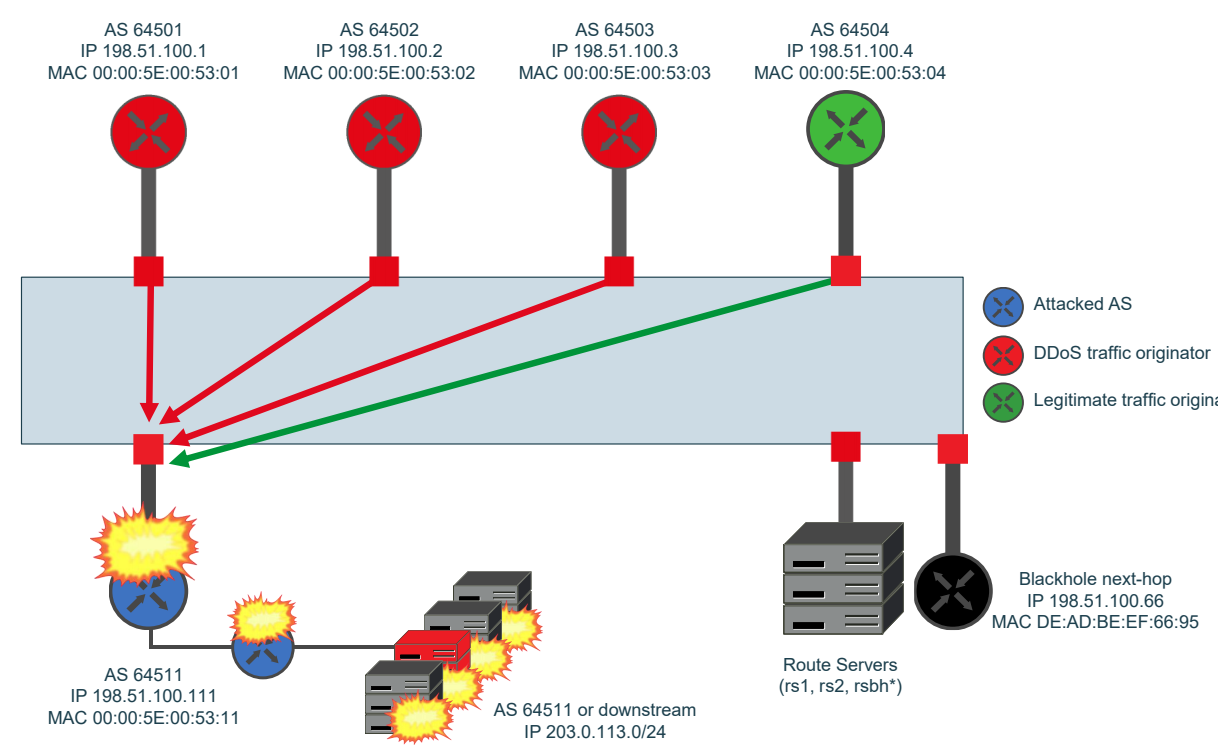 AS 64501
IP 198.51.100.1
MAC 00:00:5E:00:53:01
AS 64502
IP 198.51.100.2
MAC 00:00:5E:00:53:02
AS 64503
IP 198.51.100.3
MAC 00:00:5E:00:53:03
AS 64504
IP 198.51.100.4
MAC 00:00:5E:00:53:04
Attacked AS
DDoS traffic originator
Legitimate traffic origina
Blackhole next-hop
IP 198.51.100.66
MAC DE:AD:BE:EF:66:95
Route Servers
(rs1, rs2, rsbh*)
AS 64511
IP 198.51.100.111
MAC 00:00:5E:00:53:11
AS 64511 or downstream
IP 203.0.113.0/24